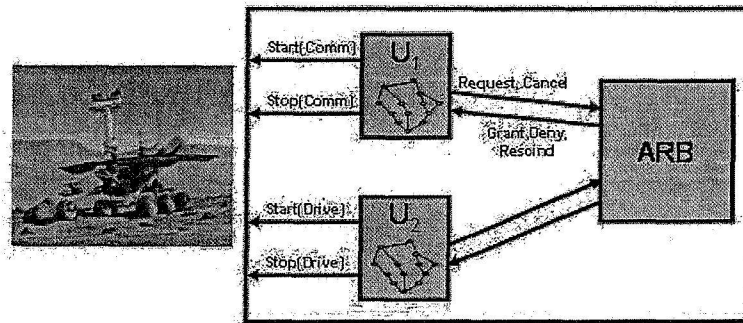 Start(Comm)
U1
Request, Cancel
Stop(Comm)
Grant, Deny,
Rescind
ARB
Start(Drive)
U2
Stop(Drive)